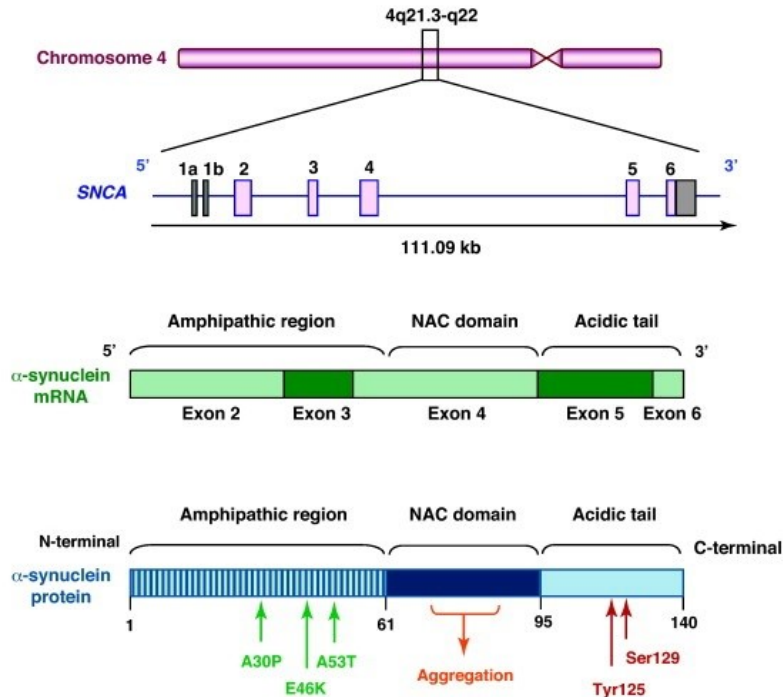 4q21.3-q22
Chromosome 4
5’ 3’
1a 1b 2 3 4 5 6
SNCA
111.09 kb
Amphipathic region NAC domain Acidic tail
5’ 3’
α-synuclein
mRNA
Exon 2 Exon 3 Exon 4 Exon 5 Exon 6
Amphipathic region NAC domain Acidic tail
N-terminal C-terminal
α-synuclein
protein
1 61 95 140
A30P A53T Ser129
E46K Aggregation Tyr125